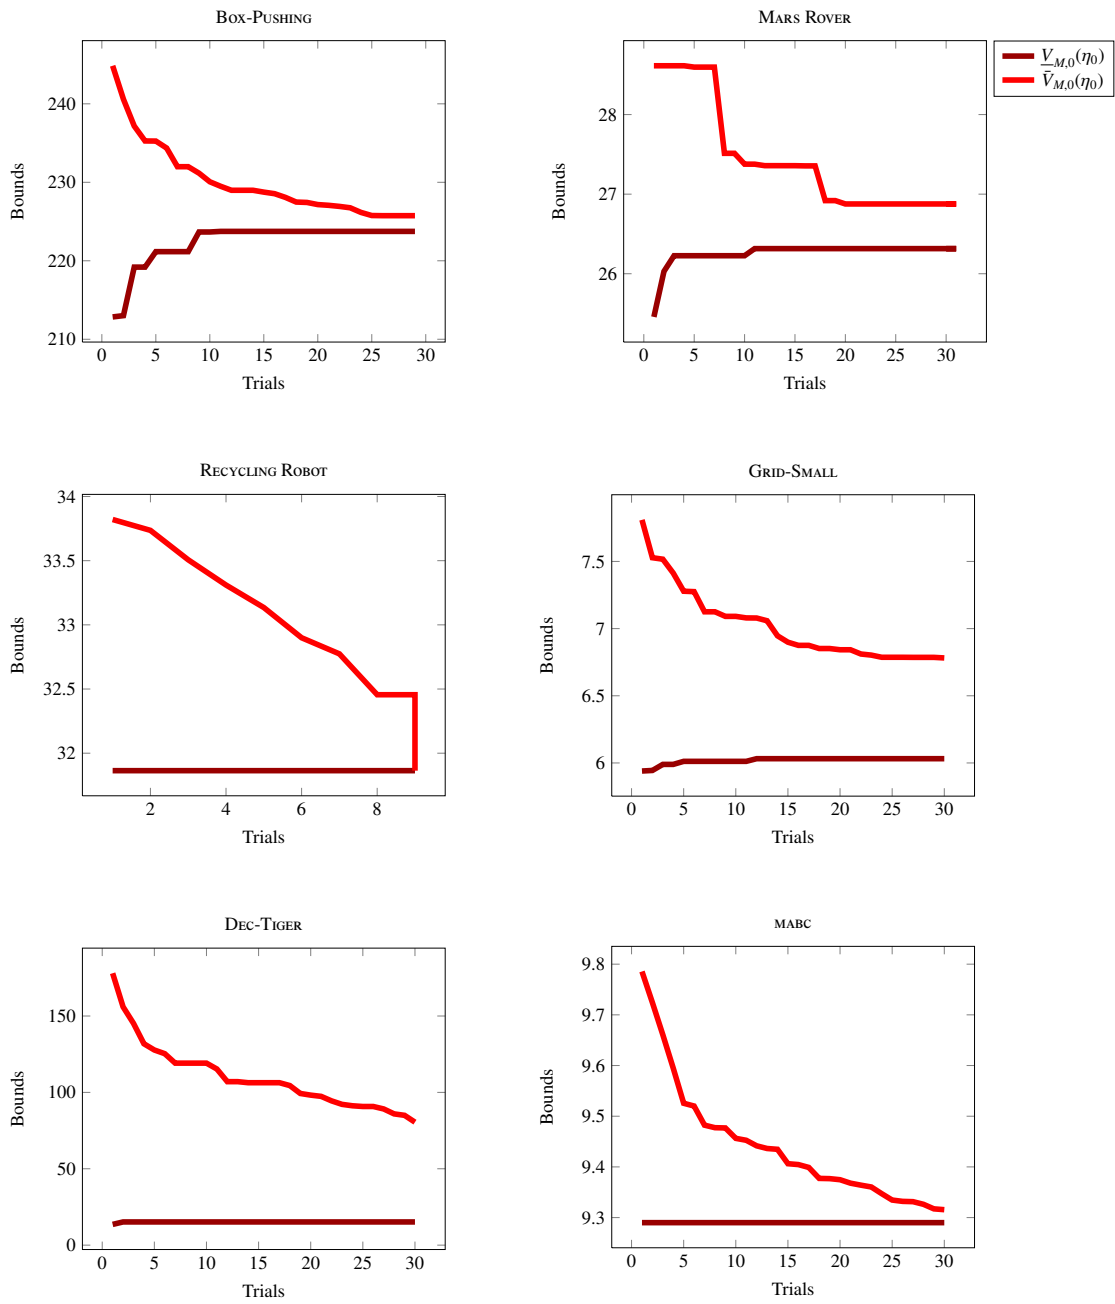 Box-Pushing
240
230
220
210
0 5 10 15 20 25 30
Trials
Bounds
Mars Rover
28
27
26
0 10 20 30
Trials
Bounds
V̲_{M,0}(η₀)
V̄_{M,0}(η₀)
Recycling Robot
34
33.5
33
32.5
32
2 4 6 8
Trials
Bounds
Grid-Small
7.5
7
6.5
6
0 5 10 15 20 25 30
Trials
Bounds
Dec-Tiger
150
100
50
0
0 5 10 15 20 25 30
Trials
Bounds
mabc
9.8
9.7
9.6
9.5
9.4
9.3
0 5 10 15 20 25 30
Trials
Bounds